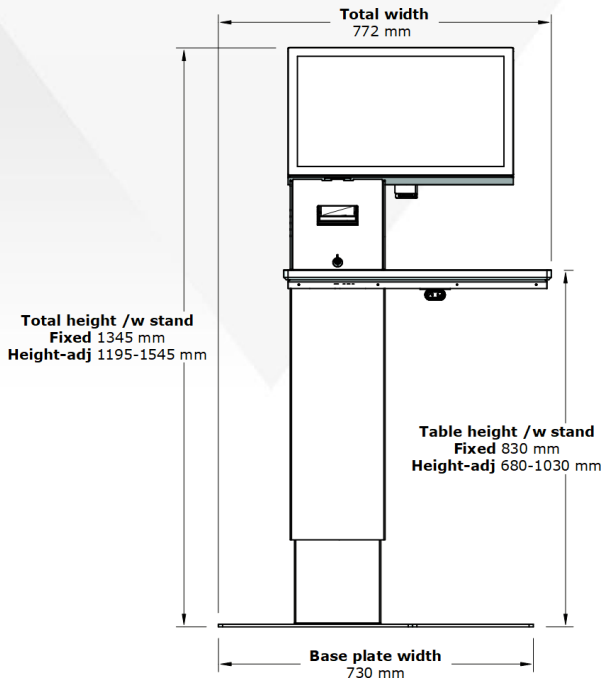 Total width
772 mm
Total height /w stand
Fixed 1345 mm
Height-adj 1195-1545 mm
Table height /w stand
Fixed 830 mm
Height-adj 680-1030 mm
Base plate width
730 mm